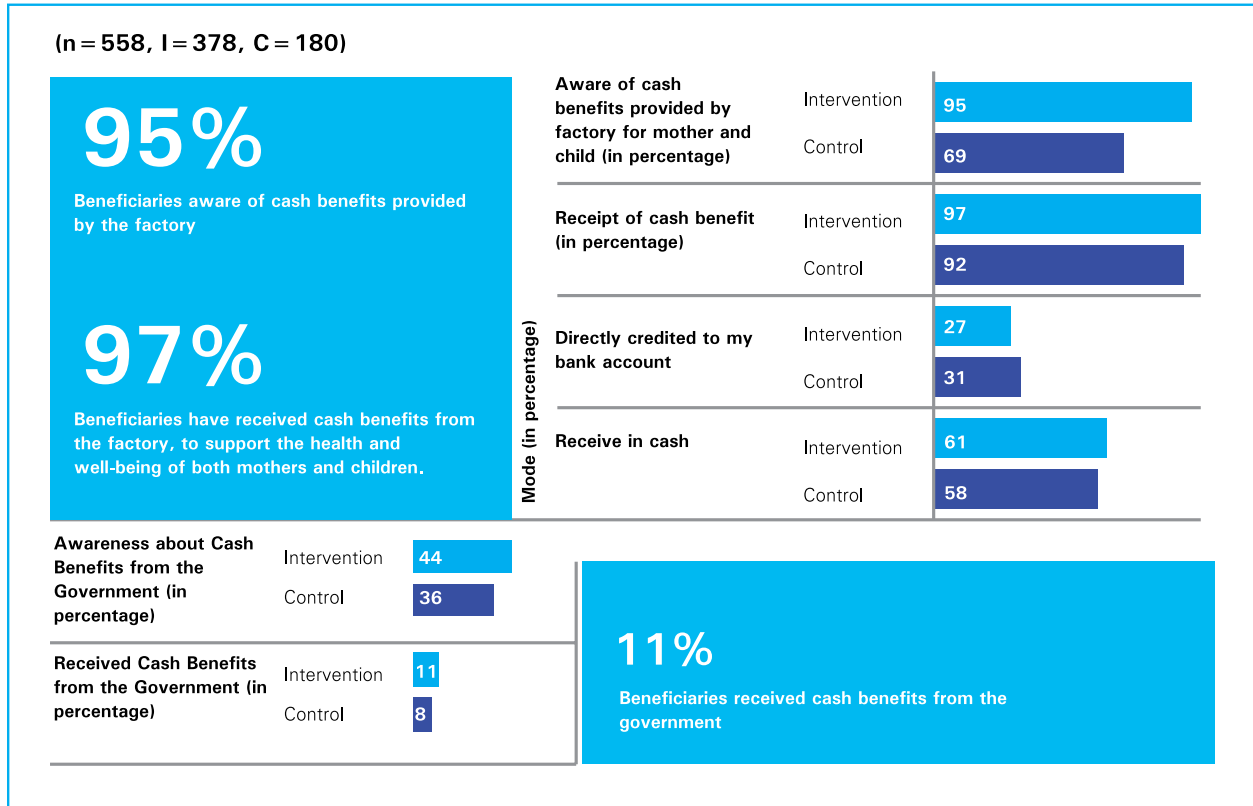 (n = 558, I = 378, C = 180)
95%
Beneficiaries aware of cash benefits provided
by the factory
97%
Beneficiaries have received cash benefits from
the factory, to support the health and
well-being of both mothers and children.
Aware of cash
benefits provided by
factory for mother and
child (in percentage)
Intervention
95
Control
69
Receipt of cash benefit
(in percentage)
Intervention
97
Control
92
Mode (in percentage)
Directly credited to my
bank account
Intervention
27
Control
31
Receive in cash
Intervention
61
Control
58
Awareness about Cash
Benefits from the
Government (in
percentage)
Intervention
44
Control
36
Received Cash Benefits
from the Government (in
percentage)
Intervention
11
Control
8
11%
Beneficiaries received cash benefits from the
government